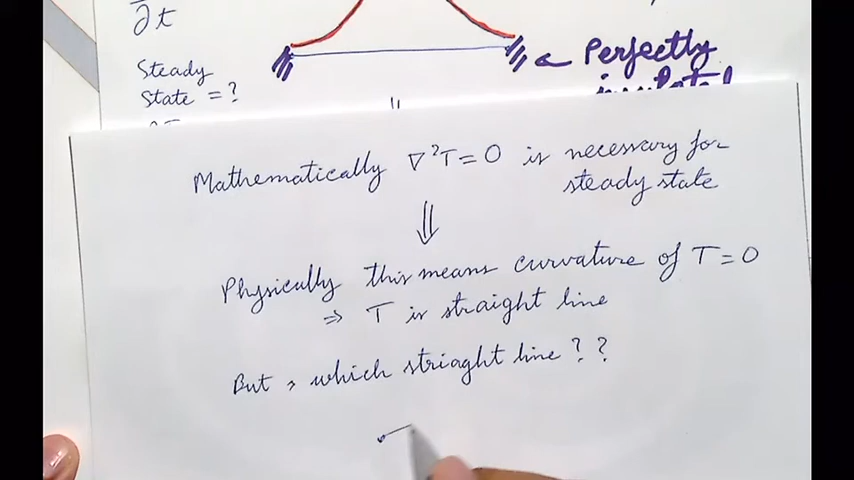 ∂t
Steady
state = ?
Perfectly
Mathematically ∇²T=0 is necessary for
steady state
⇓
Physically this means curvature of T=0
⇒ T is straight line
But, which striaght line ??